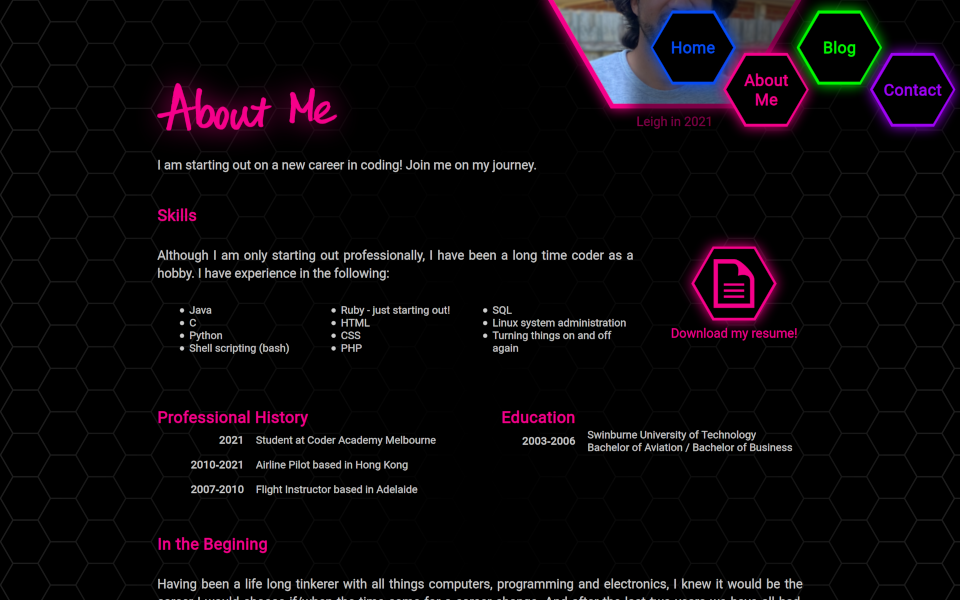 Home
Blog
About
Me
Contact
About Me
Leigh in 2021
I am starting out on a new career in coding! Join me on my journey.
Skills
Although I am only starting out professionally, I have been a long time coder as a
hobby. I have experience in the following:
Java
C
Python
Shell scripting (bash)
Ruby - just starting out!
HTML
CSS
PHP
SQL
Linux system administration
Turning things on and off
again
Download my resume!
Professional History
2021 Student at Coder Academy Melbourne
2010-2021 Airline Pilot based in Hong Kong
2007-2010 Flight Instructor based in Adelaide
Education
2003-2006 Swinburne University of Technology
Bachelor of Aviation / Bachelor of Business
In the Begining
Having been a life long tinkerer with all things computers, programming and electronics, I knew it would be the